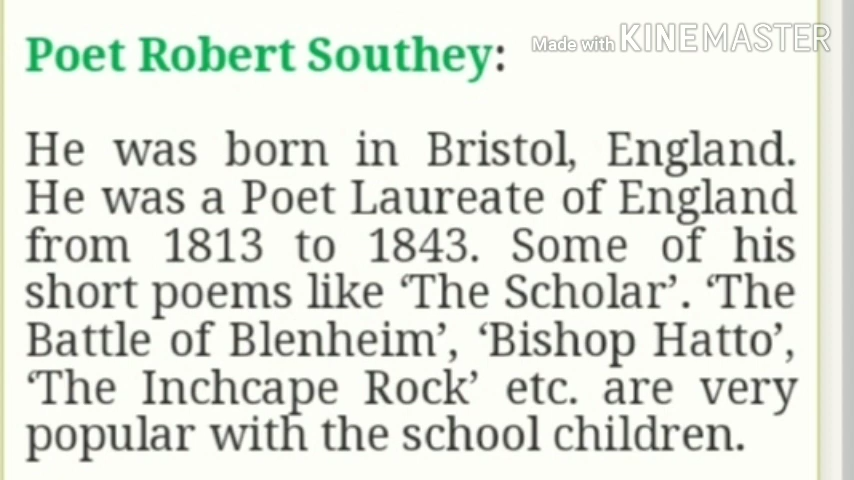 Made with KINEMASTER
Poet Robert Southey:
He was born in Bristol, England.
He was a Poet Laureate of England
from 1813 to 1843. Some of his
short poems like ‘The Scholar’. ‘The
Battle of Blenheim’, ‘Bishop Hatto’,
‘The Inchcape Rock’ etc. are very
popular with the school children.